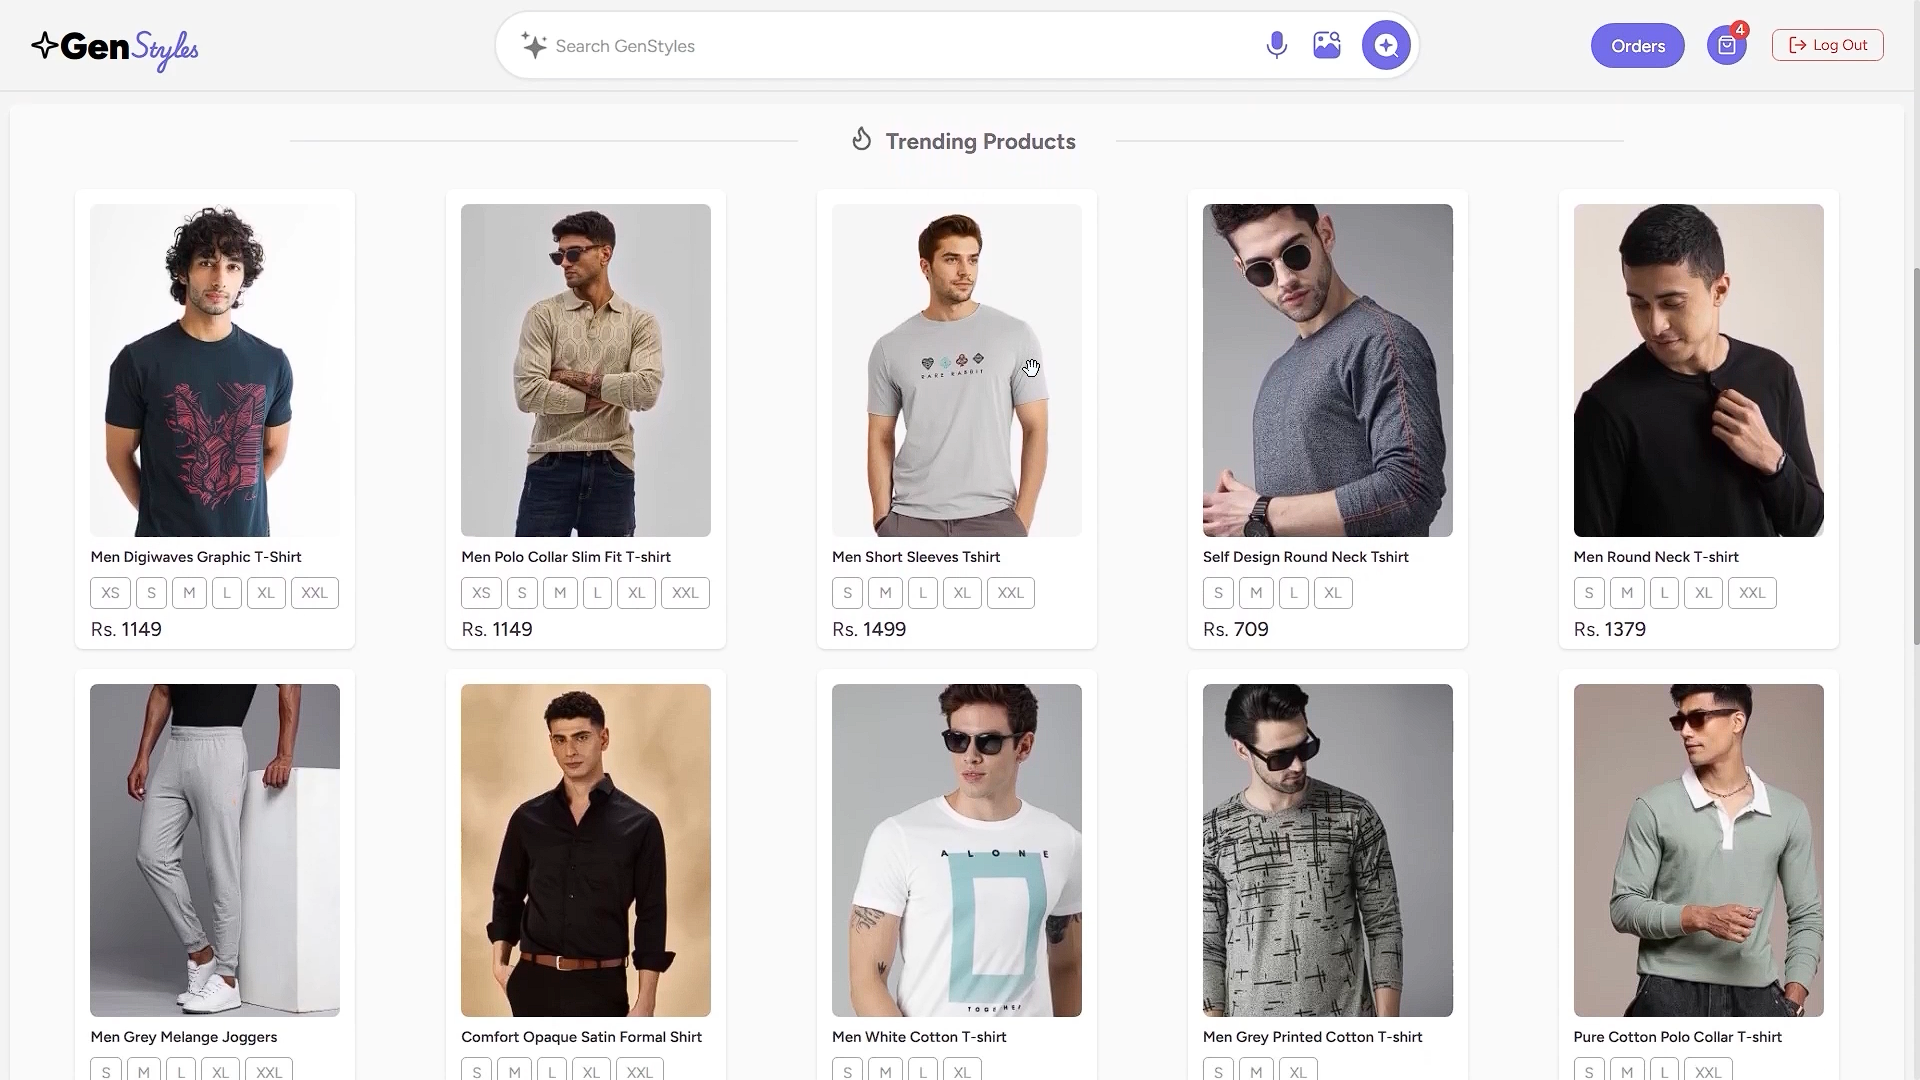 GenStyles
Search GenStyles
Orders
4
Log Out
Trending Products
RARE RABBIT
Men Digiwaves Graphic T-Shirt
XS S M L XL XXL
Rs. 1149
Men Polo Collar Slim Fit T-shirt
XS S M L XL XXL
Rs. 1149
Men Short Sleeves Tshirt
S M L XL XXL
Rs. 1499
Self Design Round Neck Tshirt
S M L XL
Rs. 709
Men Round Neck T-shirt
S M L XL XXL
Rs. 1379
ALONE
TOGETHER
Men Grey Melange Joggers
S M L XL XXL
Comfort Opaque Satin Formal Shirt
S M L XL XXL
Men White Cotton T-shirt
S M L XL
Men Grey Printed Cotton T-shirt
S M XL
Pure Cotton Polo Collar T-shirt
S M L XXL